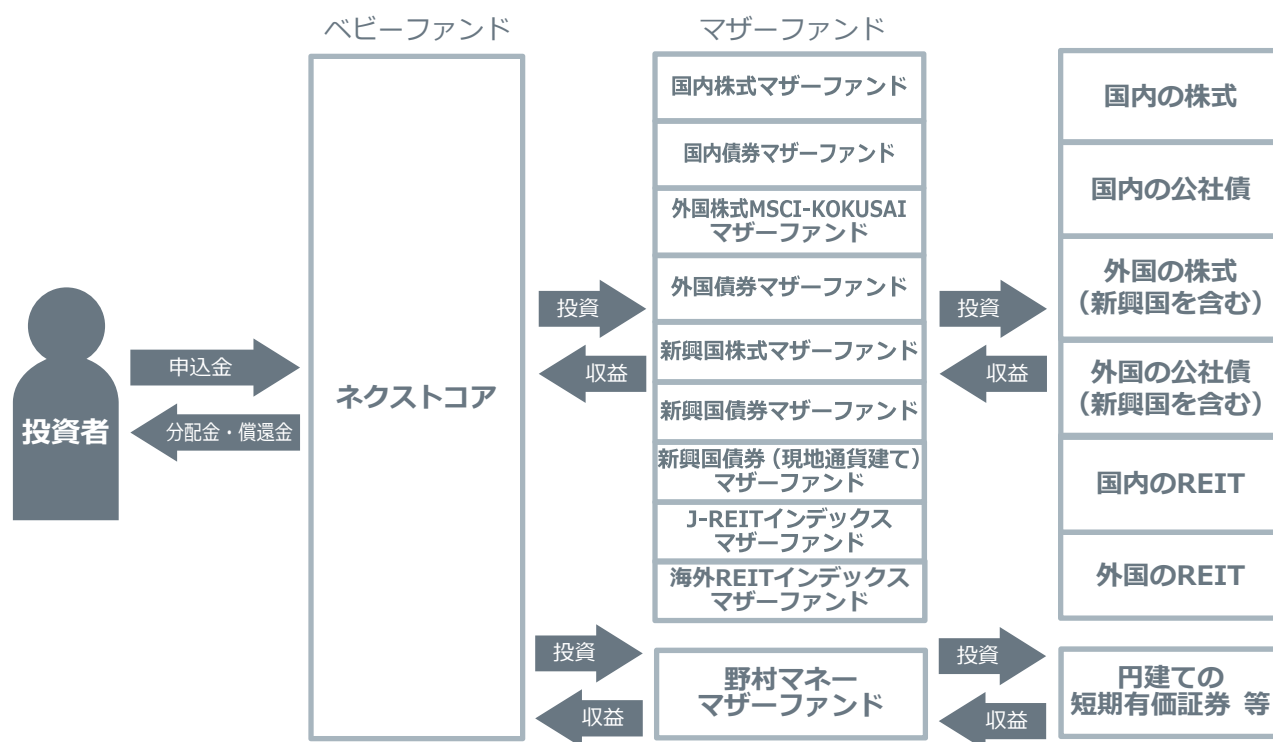 ベビーファンド
マザーファンド
国内株式マザーファンド
国内債券マザーファンド
外国株式MSCI-KOKUSAI
マザーファンド
外国債券マザーファンド
新興国株式マザーファンド
新興国債券マザーファンド
新興国債券（現地通貨建て）
マザーファンド
J-REITインデックス
マザーファンド
海外REITインデックス
マザーファンド
野村マネー
マザーファンド
国内の株式
国内の公社債
外国の株式
（新興国を含む）
外国の公社債
（新興国を含む）
国内のREIT
外国のREIT
円建ての
短期有価証券 等
投資者
申込金
分配金・償還金
ネクストコア
投資
収益
投資
収益
投資
収益
投資
収益